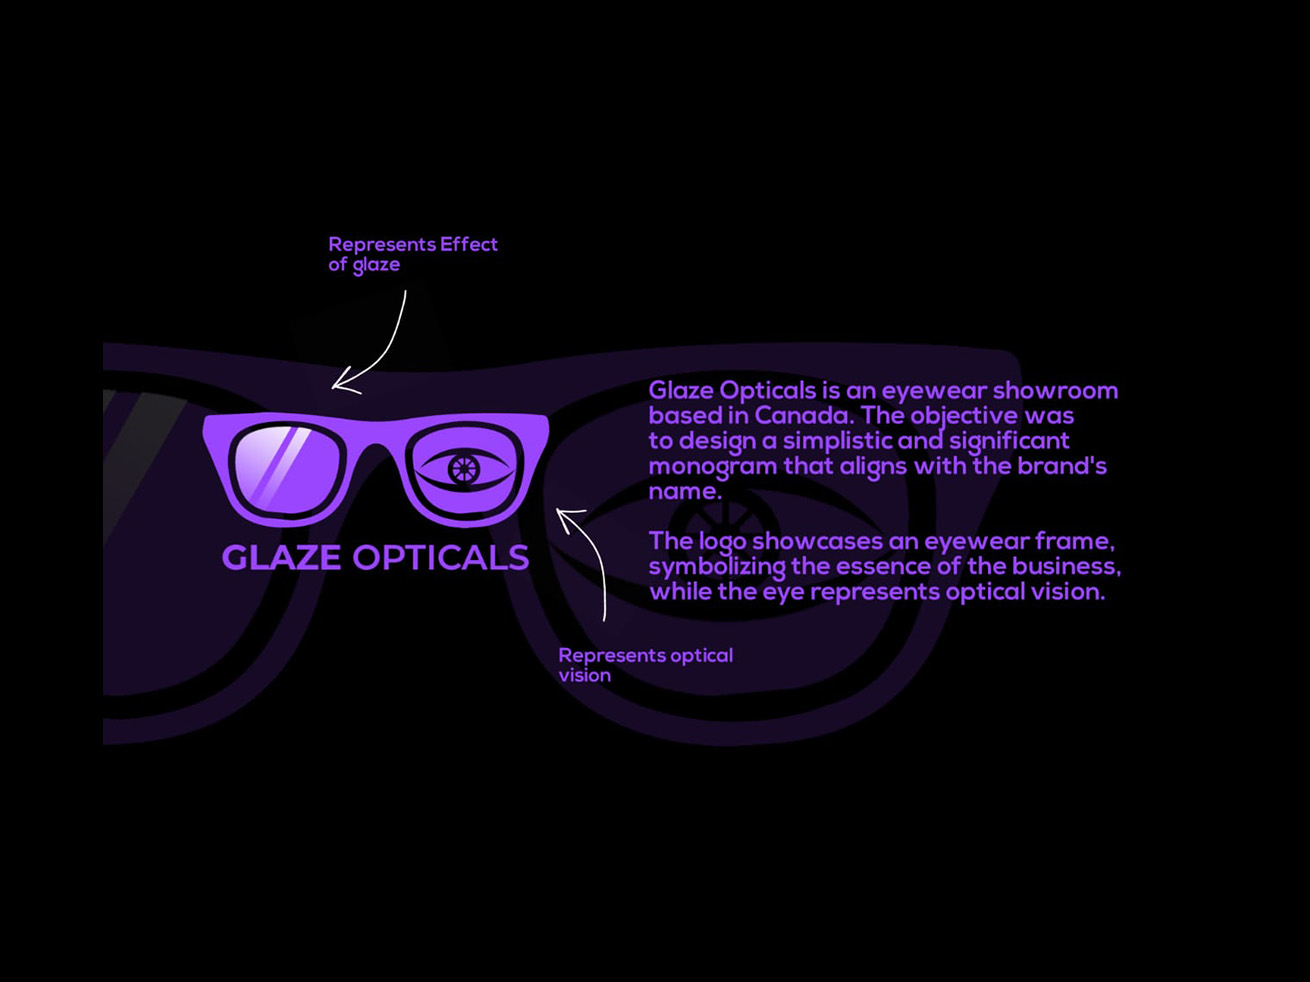 Represents Effect
of glaze
GLAZE OPTICALS
Glaze Opticals is an eyewear showroom
based in Canada. The objective was
to design a simplistic and significant
monogram that aligns with the brand's
name.
The logo showcases an eyewear frame,
symbolizing the essence of the business,
while the eye represents optical vision.
Represents optical
vision